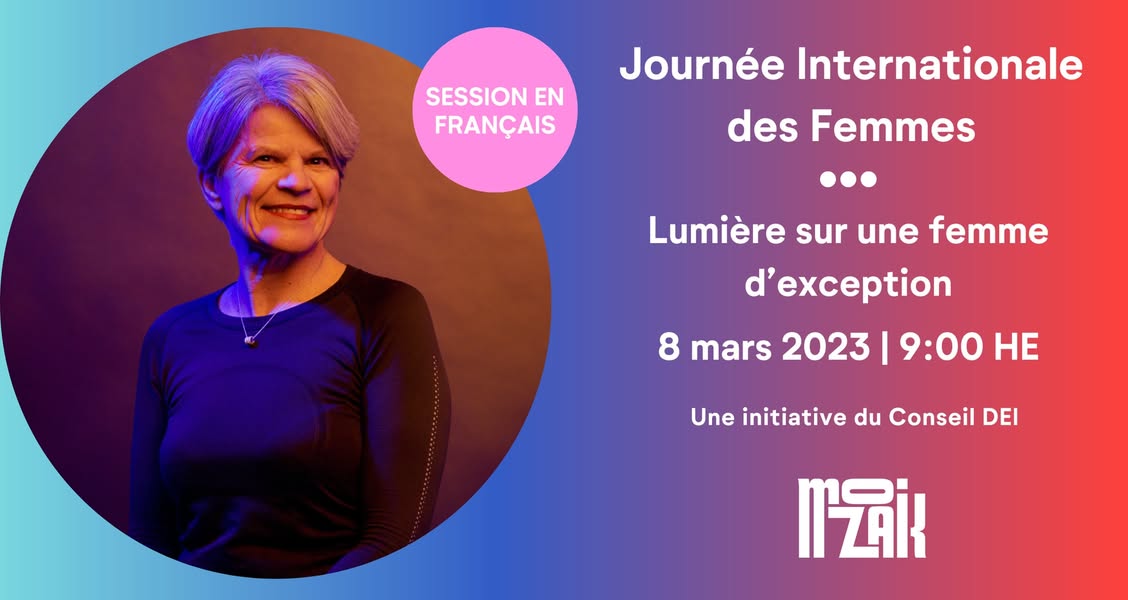 SESSION EN
FRANÇAIS
Journée Internationale
des Femmes
Lumière sur une femme
d’exception
8 mars 2023 | 9:00 HE
Une initiative du Conseil DEI
MOZAIK